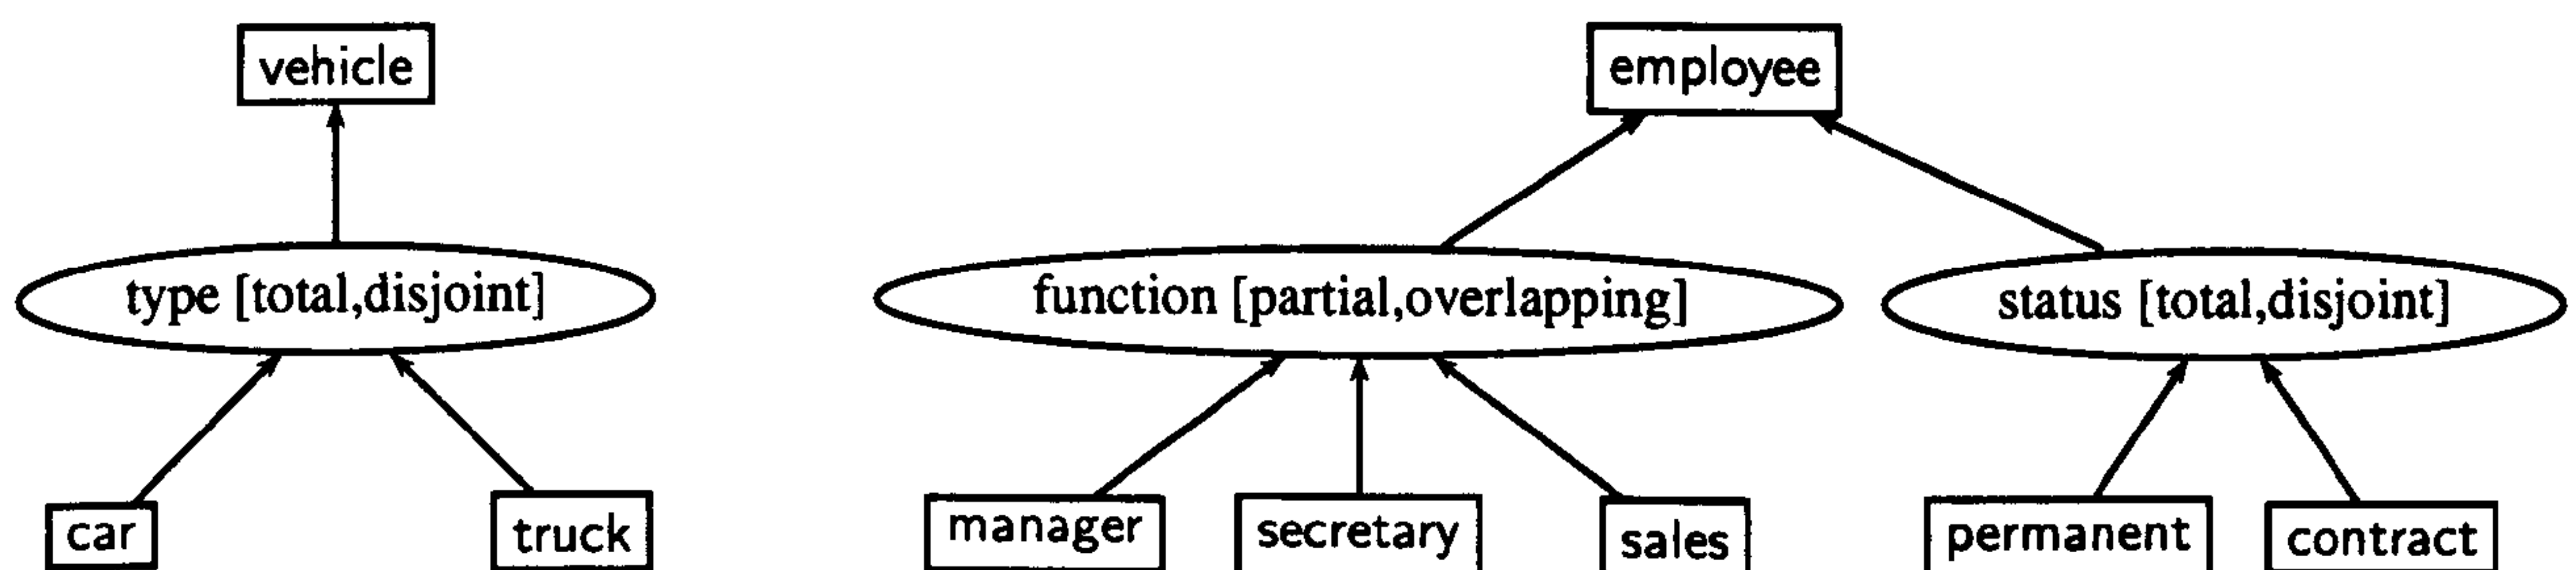 vehicle
employee
type [total,disjoint]
function [partial,overlapping]
status [total,disjoint]
car
truck
manager
secretary
sales
permanent
contract